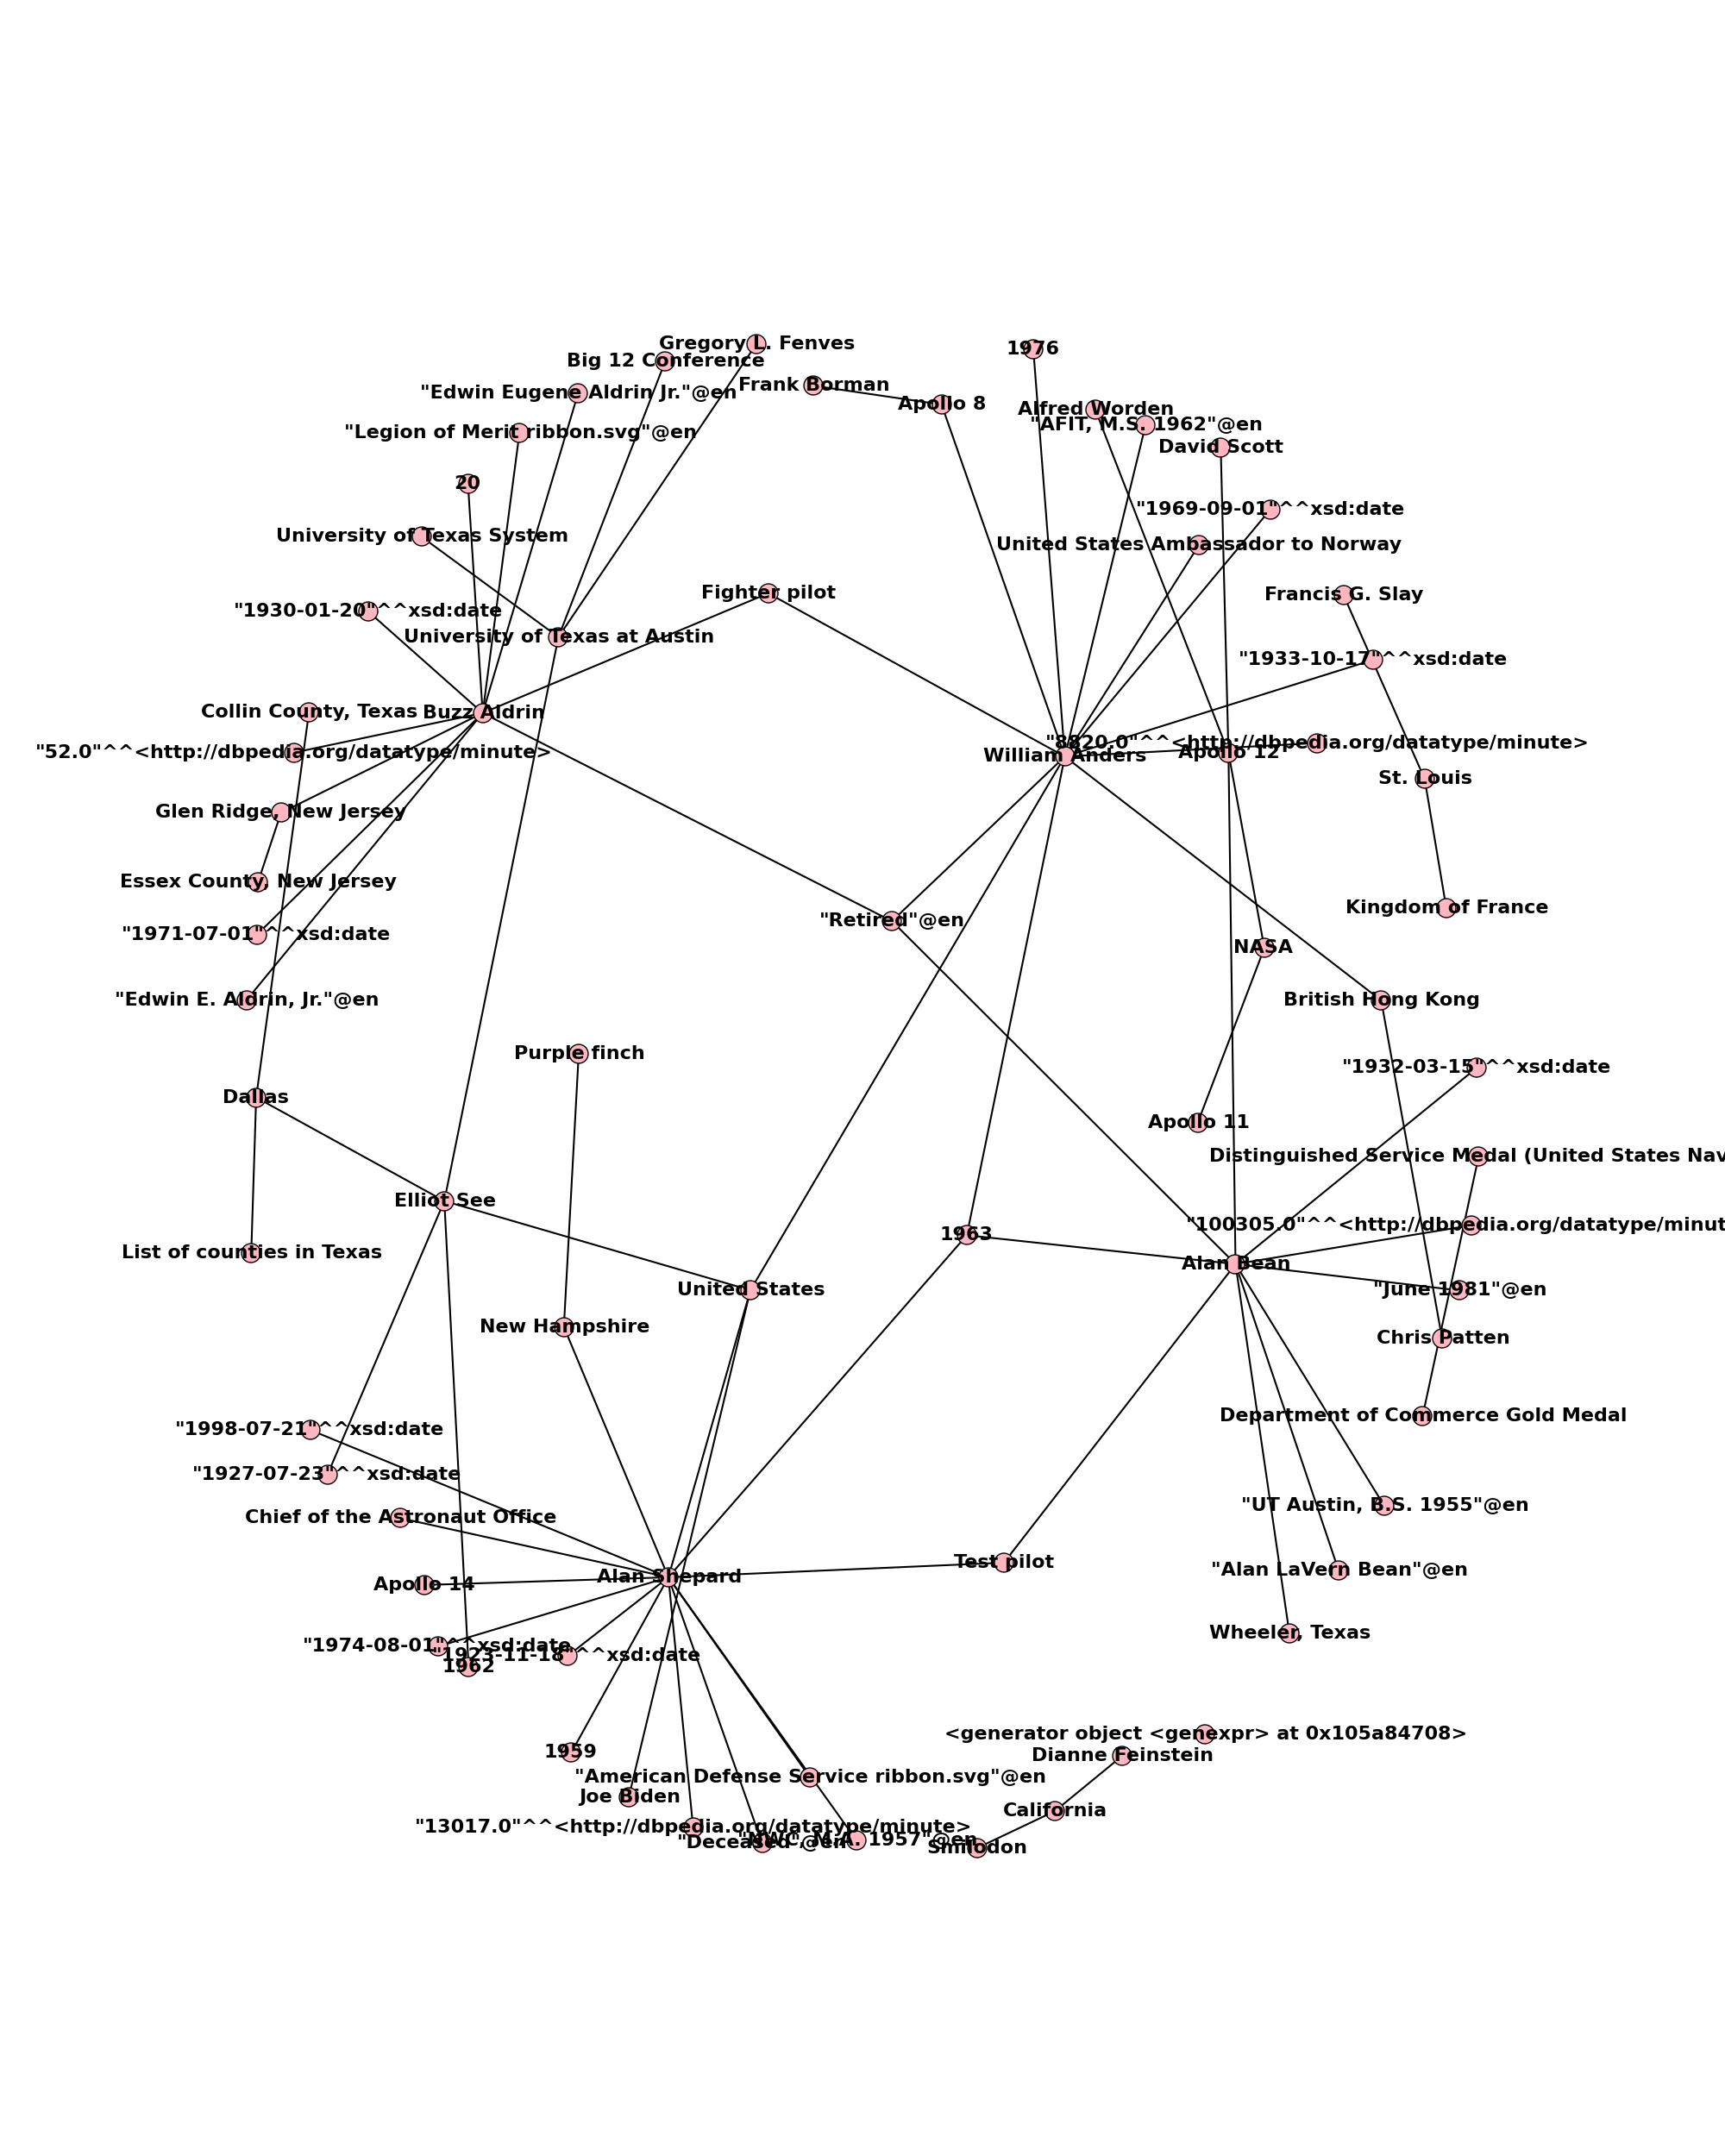 Gregory L. Fenves
1976
Big 12 Conference
Frank Borman
"Edwin Eugene Aldrin Jr."@en
Apollo 8
Alfred Worden
"AFIT, M.S. 1962"@en
"Legion of Merit ribbon.svg"@en
David Scott
20
"1969-09-01"^^xsd:date
University of Texas System
United States Ambassador to Norway
Fighter pilot
Francis G. Slay
"1930-01-20"^^xsd:date
University of Texas at Austin
"1933-10-17"^^xsd:date
Collin County, Texas
Buzz Aldrin
"8820.0"^^<http://dbpedia.org/datatype/minute>
"52.0"^^<http://dbpedia.org/datatype/minute>
William Anders
Apollo 12
St. Louis
Glen Ridge, New Jersey
Essex County, New Jersey
Kingdom of France
"Retired"@en
"1971-07-01"^^xsd:date
NASA
"Edwin E. Aldrin, Jr."@en
British Hong Kong
Purple finch
"1932-03-15"^^xsd:date
Dallas
Apollo 11
Distinguished Service Medal (United States Nav
Elliot See
"100305.0"^^<http://dbpedia.org/datatype/minut
1963
List of counties in Texas
Alan Bean
United States
"June 1981"@en
New Hampshire
Chris Patten
Department of Commerce Gold Medal
"1998-07-21"^^xsd:date
"1927-07-23"^^xsd:date
"UT Austin, B.S. 1955"@en
Chief of the Astronaut Office
Test pilot
"Alan LaVern Bean"@en
Alan Shepard
Apollo 14
Wheeler, Texas
"1974-08-01"^^xsd:date
"1923-11-18"^^xsd:date
1962
<generator object <genexpr> at 0x105a84708>
1959
Dianne Feinstein
"American Defense Service ribbon.svg"@en
Joe Biden
California
"13017.0"^^<http://dbpedia.org/datatype/minute>
"Deceased"@en
"NWC, M.A. 1957"@en
Smilodon